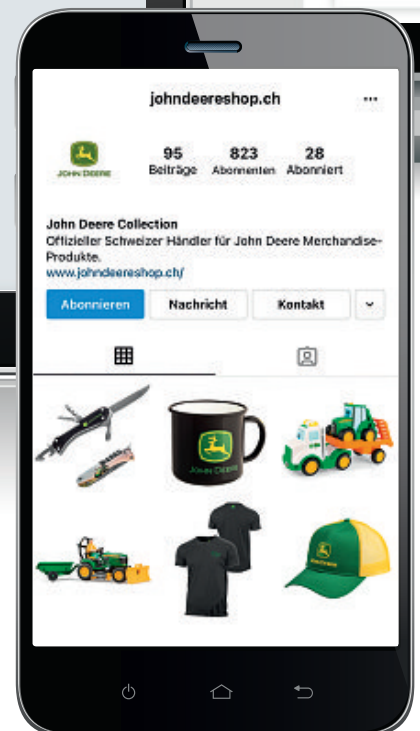 johndeereshop.ch
JOHN DEERE
95 823 28
Beiträge Abonnenten Abonniert
John Deere Collection
Offizieller Schweizer Händler für John Deere Merchandise-
Produkte.
www.johndeereshop.ch/
Abonnieren Nachricht Kontakt
JOHN DEERE